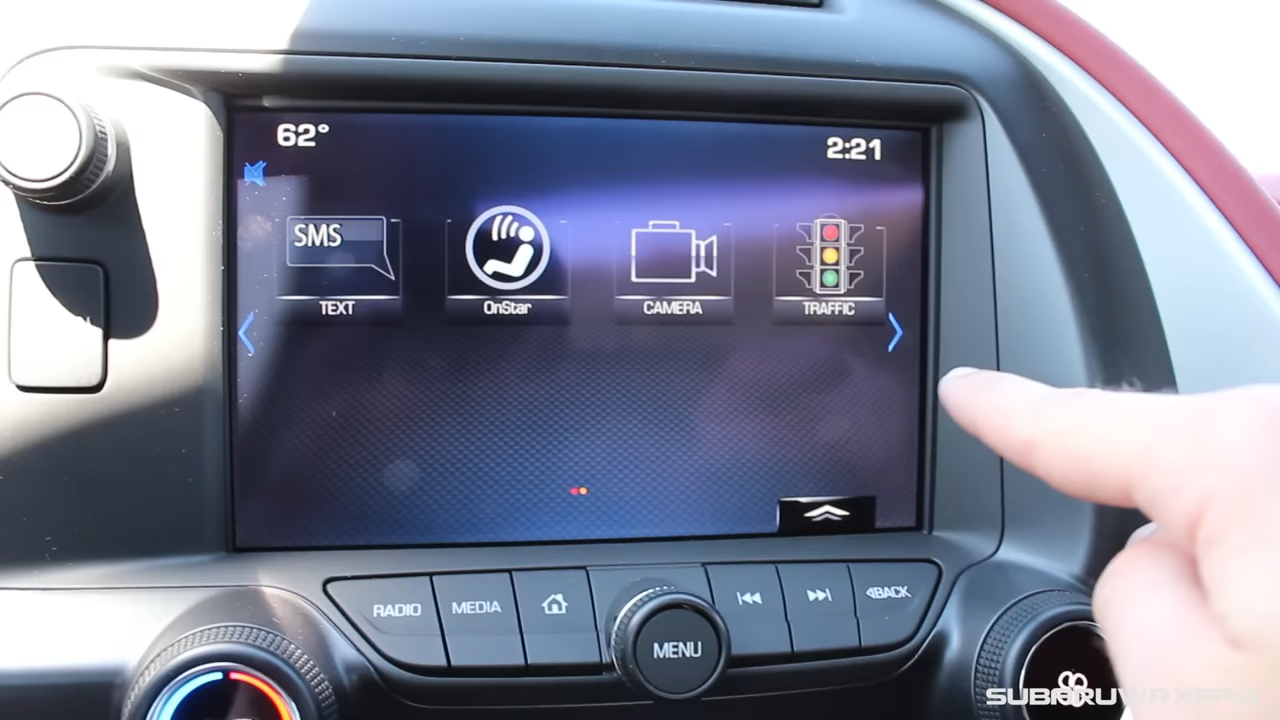 62°
2:21
SMS
TEXT
OnStar
CAMERA
TRAFFIC
RADIO
MEDIA
MENU
BACK